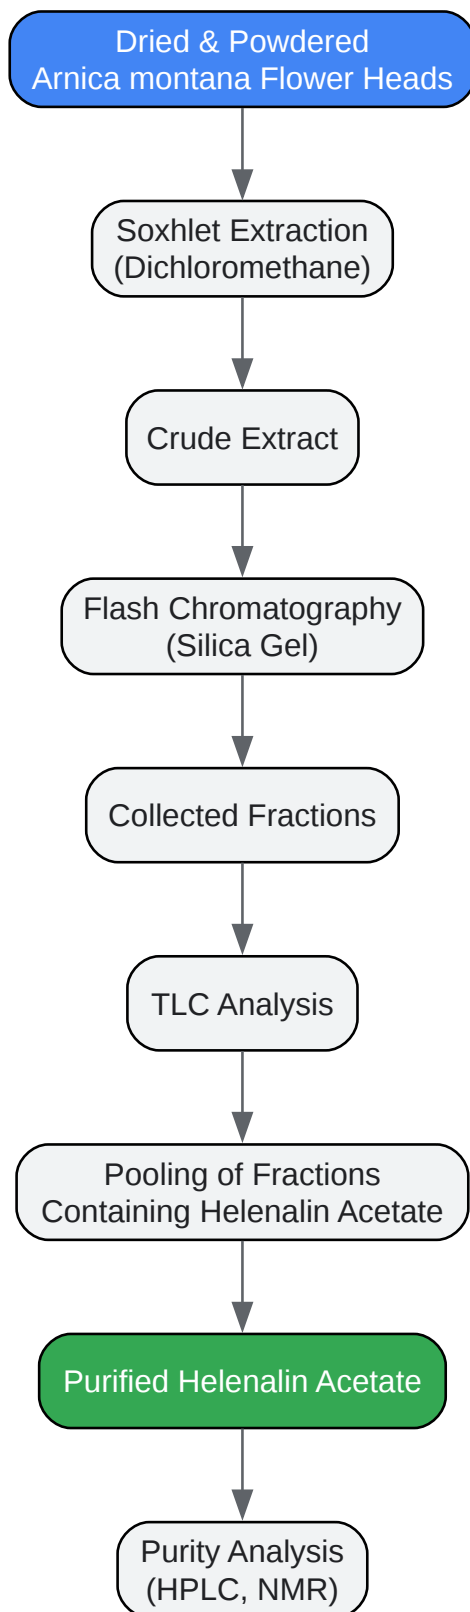 Dried & Powdered
Arnica montana Flower Heads
Soxhlet Extraction
(Dichloromethane)
Crude Extract
Flash Chromatography
(Silica Gel)
Collected Fractions
TLC Analysis
Pooling of Fractions
Containing Helenalin Acetate
Purified Helenalin Acetate
Purity Analysis
(HPLC, NMR)